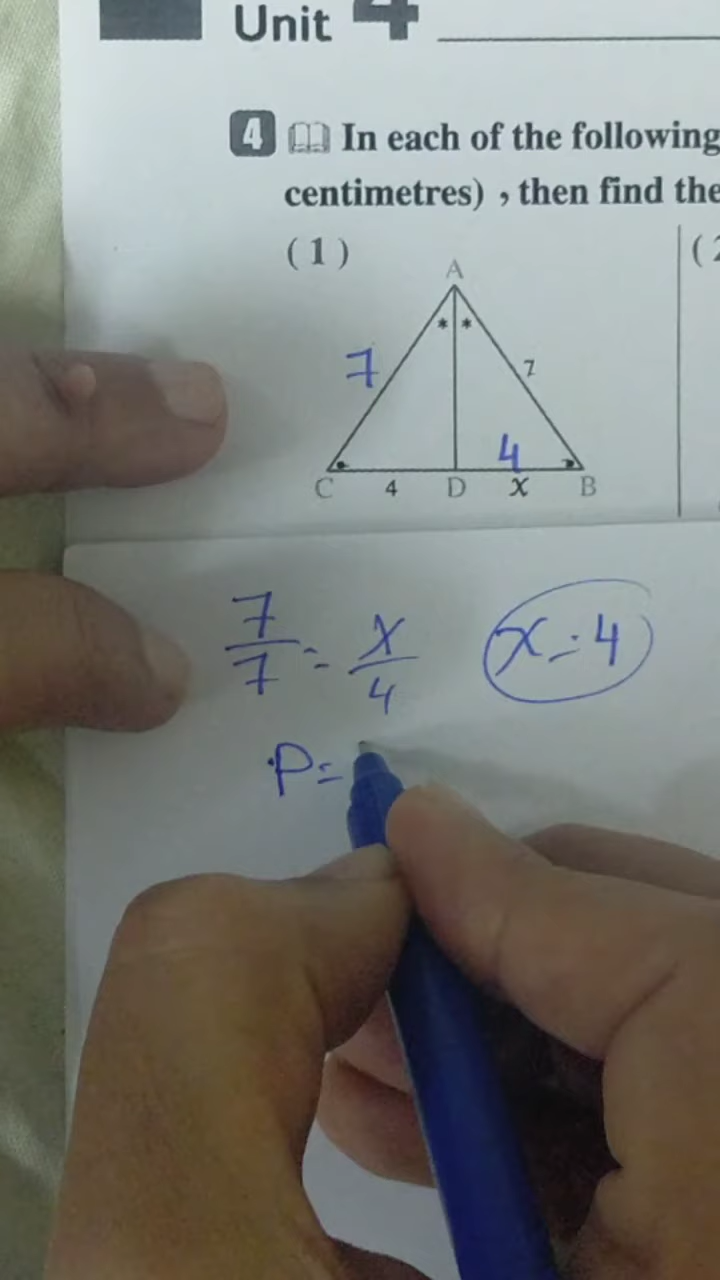 Unit 4
4 In each of the following
centimetres) , then find the
(1)
(2
A
* *
7 7
4
C 4 D x B
7/7 = x/4 x = 4
P =